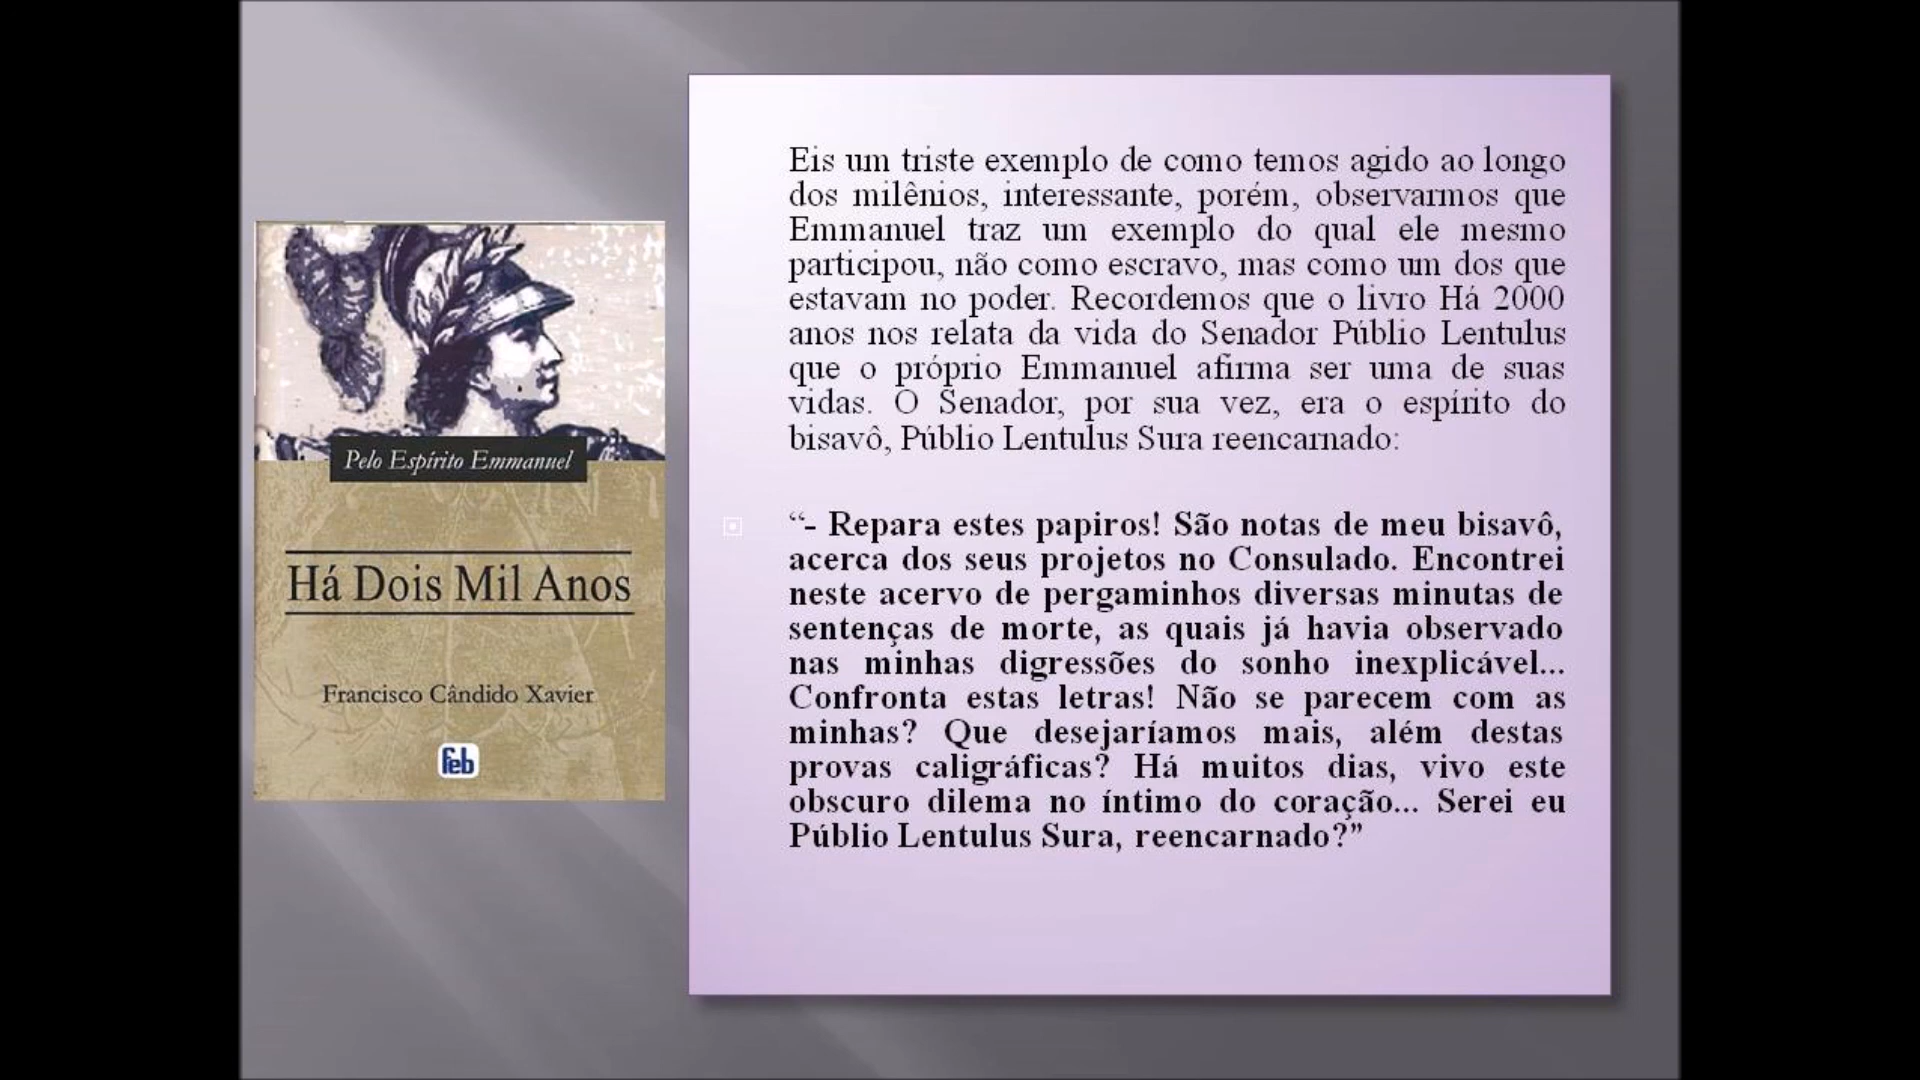 Pelo Espírito Emmanuel
Há Dois Mil Anos
Francisco Cândido Xavier
feb
Eis um triste exemplo de como temos agido ao longo
dos milênios, interessante, porém, observarmos que
Emmanuel traz um exemplo do qual ele mesmo
participou, não como escravo, mas como um dos que
estavam no poder. Recordemos que o livro Há 2000
anos nos relata da vida do Senador Públio Lentulus
que o próprio Emmanuel afirma ser uma de suas
vidas. O Senador, por sua vez, era o espírito do
bisavô, Públio Lentulus Sura reencarnado:
“- Repara estes papiros! São notas de meu bisavô,
acerca dos seus projetos no Consulado. Encontrei
neste acervo de pergaminhos diversas minutas de
sentenças de morte, as quais já havia observado
nas minhas digressões do sonho inexplicável...
Confronta estas letras! Não se parecem com as
minhas? Que desejaríamos mais, além destas
provas caligráficas? Há muitos dias, vivo este
obscuro dilema no íntimo do coração... Serei eu
Públio Lentulus Sura, reencarnado?”